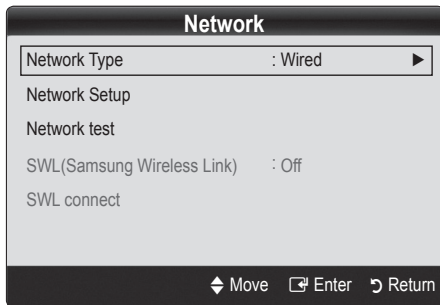 Network
Network Type : Wired ▶
Network Setup
Network test
SWL(Samsung Wireless Link) : Off
SWL connect
Move Enter Return